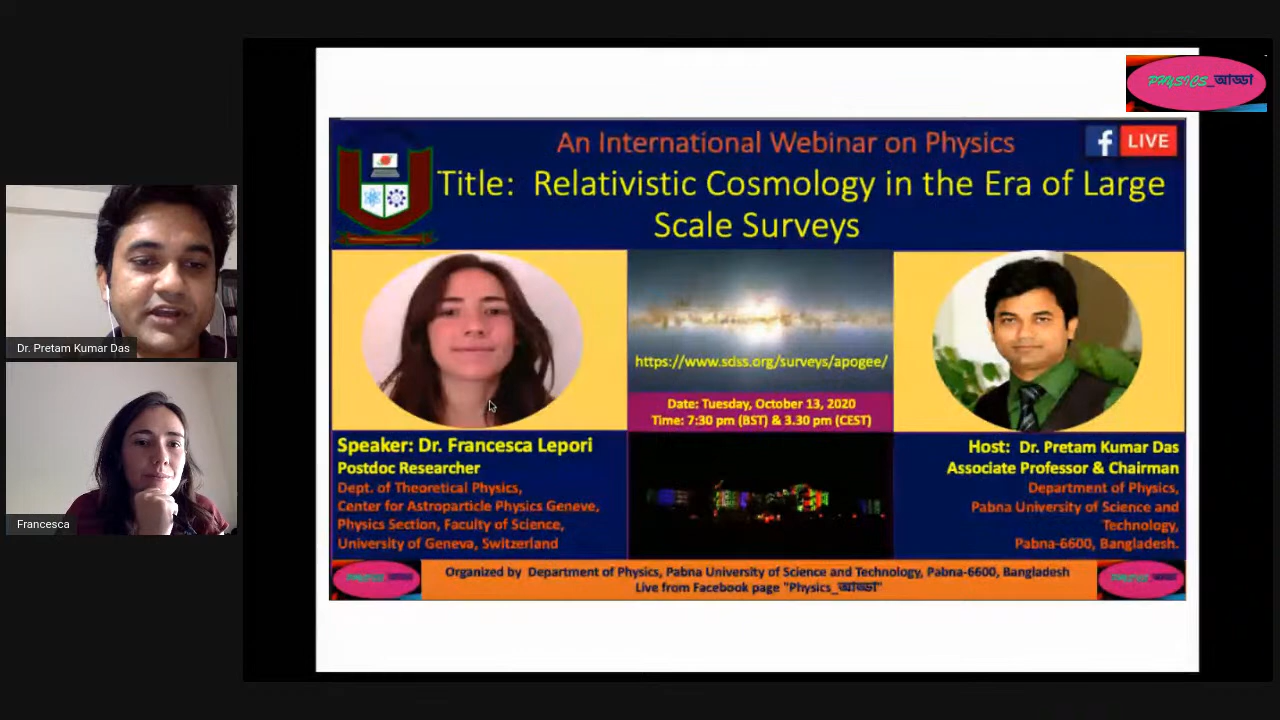 PHYSICS_আড্ডা
An International Webinar on Physics
f LIVE
Title: Relativistic Cosmology in the Era of Large
Scale Surveys
Dr. Pretam Kumar Das
Francesca
https://www.sdss.org/surveys/apogee/
Date: Tuesday, October 13, 2020
Time: 7:30 pm (BST) & 3.30 pm (CEST)
Speaker: Dr. Francesca Lepori
Postdoc Researcher
Dept. of Theoretical Physics,
Center for Astroparticle Physics Geneve,
Physics Section, Faculty of Science,
University of Geneva, Switzerland
Host: Dr. Pretam Kumar Das
Associate Professor & Chairman
Department of Physics,
Pabna University of Science and
Technology,
Pabna-6600, Bangladesh.
Organized by Department of Physics, Pabna University of Science and Technology, Pabna-6600, Bangladesh
Live from Facebook page "Physics_আড্ডা"